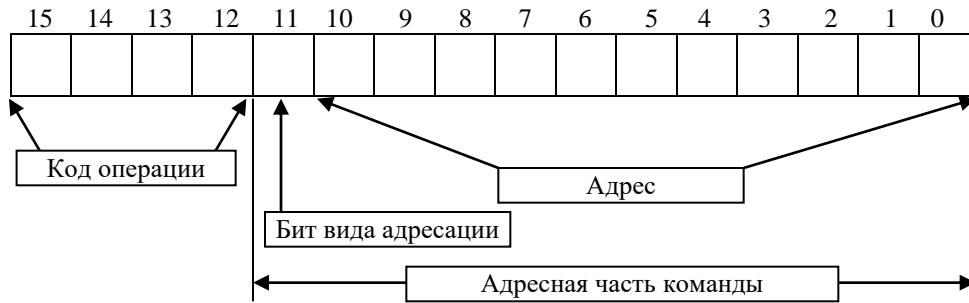 15 14 13 12 11 10 9 8 7 6 5 4 3 2 1 0
Код операции
Адрес
Бит вида адресации
Адресная часть команды